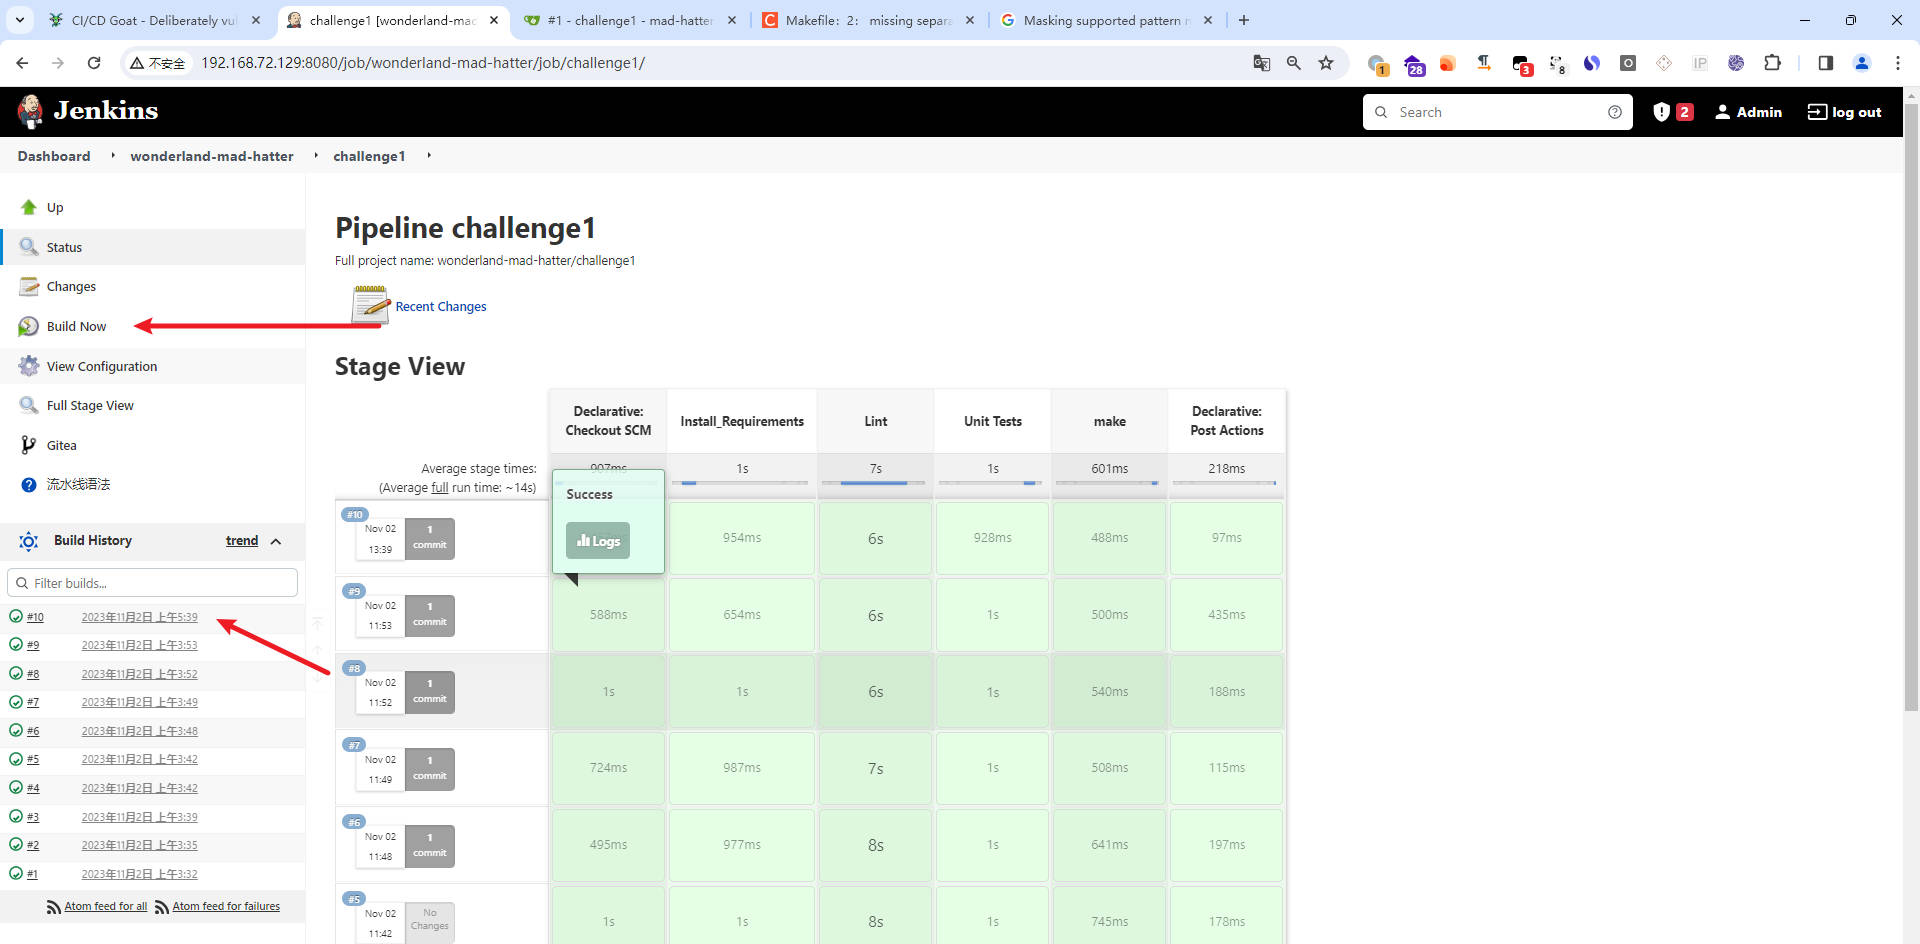 CI/CD Goat - Deliberately vul
challenge1 [wonderland-mad
#1 - challenge1 - mad-hatter
Makefile：2： missing separa
Masking supported pattern n
不安全
192.168.72.129:8080/job/wonderland-mad-hatter/job/challenge1/
1
28
3
8
IP
Jenkins
Search
2
Admin
log out
Dashboard
wonderland-mad-hatter
challenge1
Up
Status
Changes
Build Now
View Configuration
Full Stage View
Gitea
流水线语法
Build History
trend
Filter builds...
#10 2023年11月2日 上午5:39
#9 2023年11月2日 上午3:53
#8 2023年11月2日 上午3:52
#7 2023年11月2日 上午3:49
#6 2023年11月2日 上午3:48
#5 2023年11月2日 上午3:42
#4 2023年11月2日 上午3:42
#3 2023年11月2日 上午3:39
#2 2023年11月2日 上午3:35
#1 2023年11月2日 上午3:32
Atom feed for all Atom feed for failures
Pipeline challenge1
Full project name: wonderland-mad-hatter/challenge1
Recent Changes
Stage View
Declarative: Checkout SCM
Install_Requirements
Lint
Unit Tests
make
Declarative: Post Actions
Average stage times:
(Average full run time: ~14s)
907ms
1s
7s
1s
601ms
218ms
Success
Logs
#10
Nov 02
13:39
1
commit
954ms
6s
928ms
488ms
97ms
#9
Nov 02
11:53
1
commit
588ms
654ms
6s
1s
500ms
435ms
#8
Nov 02
11:52
1
commit
1s
1s
6s
1s
540ms
188ms
#7
Nov 02
11:49
1
commit
724ms
987ms
7s
1s
508ms
115ms
#6
Nov 02
11:48
1
commit
495ms
977ms
8s
1s
641ms
197ms
#5
Nov 02
11:42
No
Changes
1s
1s
8s
1s
745ms
178ms